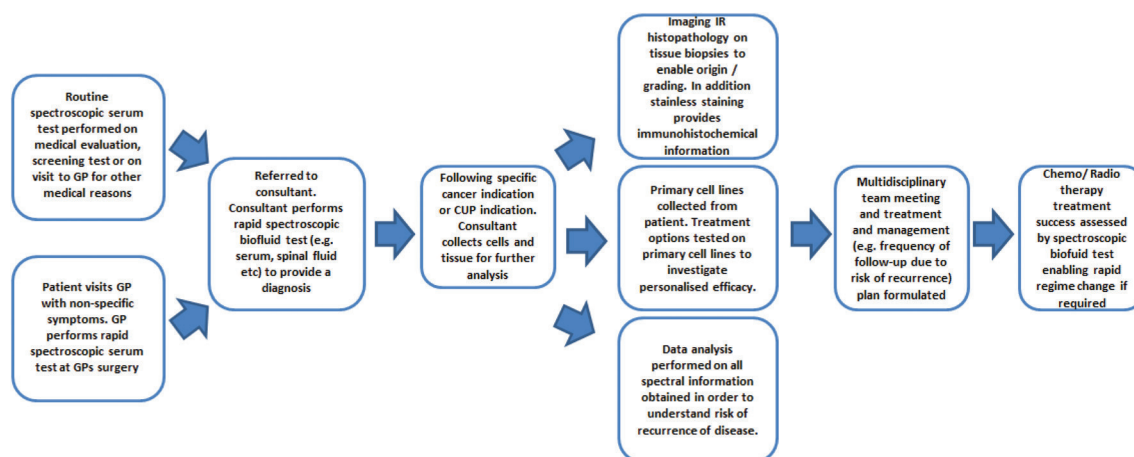 Routine
spectroscopic serum
test performed on
medical evaluation,
screening test or on
visit to GP for other
medical reasons
Patient visits GP
with non-specific
symptoms. GP
performs rapid
spectroscopic serum
test at GPs surgery
Referred to
consultant.
Consultant performs
rapid spectroscopic
biofluid test (e.g.
serum, spinal fluid
etc) to provide a
diagnosis
Following specific
cancer indication
or CUP indication.
Consultant
collects cells and
tissue for further
analysis
Imaging IR
histopathology on
tissue biopsies to
enable origin /
grading. In addition
stainless staining
provides
immunohistochemical
information
Primary cell lines
collected from
patient. Treatment
options tested on
primary cell lines to
investigate
personalised efficacy.
Data analysis
performed on all
spectral information
obtained in order to
understand risk of
recurrence of disease.
Multidisciplinary
team meeting
and treatment
and management
(e.g. frequency of
follow-up due to
risk of recurrence)
plan formulated
Chemo/ Radio
therapy
treatment
success assessed
by spectroscopic
biofuid test
enabling rapid
regime change if
required